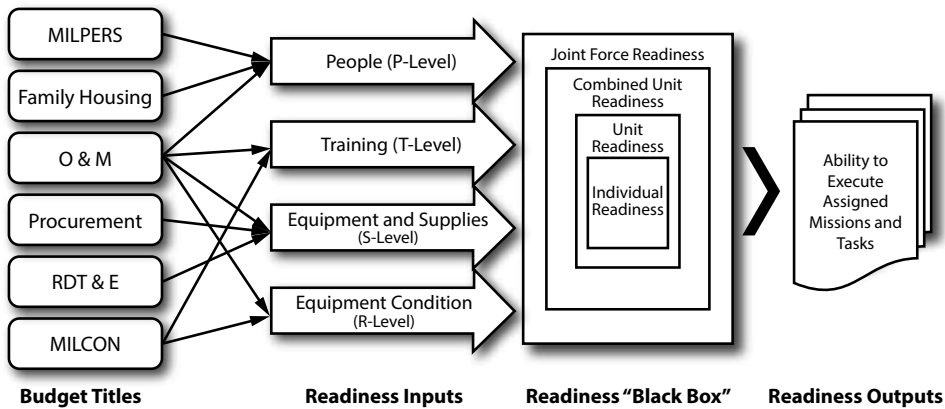 MILPERS
Family Housing
O & M
Procurement
RDT & E
MILCON
Budget Titles
People (P-Level)
Training (T-Level)
Equipment and Supplies
(S-Level)
Equipment Condition
(R-Level)
Readiness Inputs
Joint Force Readiness
Combined Unit
Readiness
Unit
Readiness
Individual
Readiness
Readiness “Black Box”
Ability to
Execute
Assigned
Missions and
Tasks
Readiness Outputs